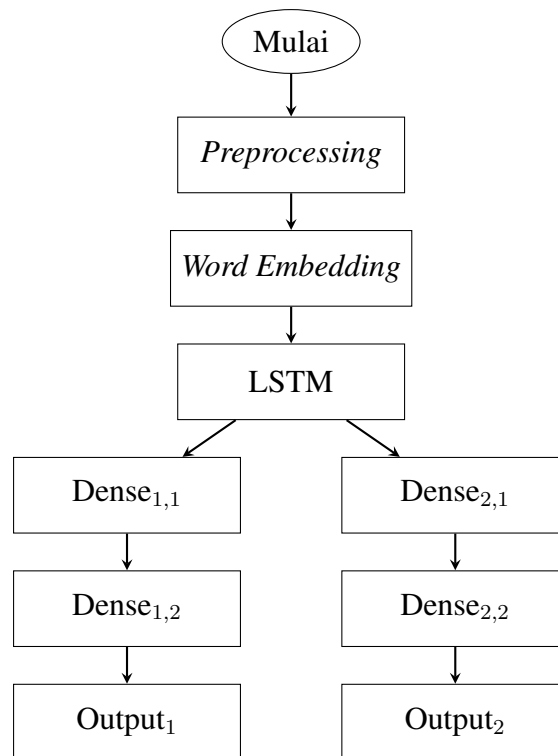 Mulai
Preprocessing
Word Embedding
LSTM
Dense₁,₁
Dense₂,₁
Dense₁,₂
Dense₂,₂
Output₁
Output₂